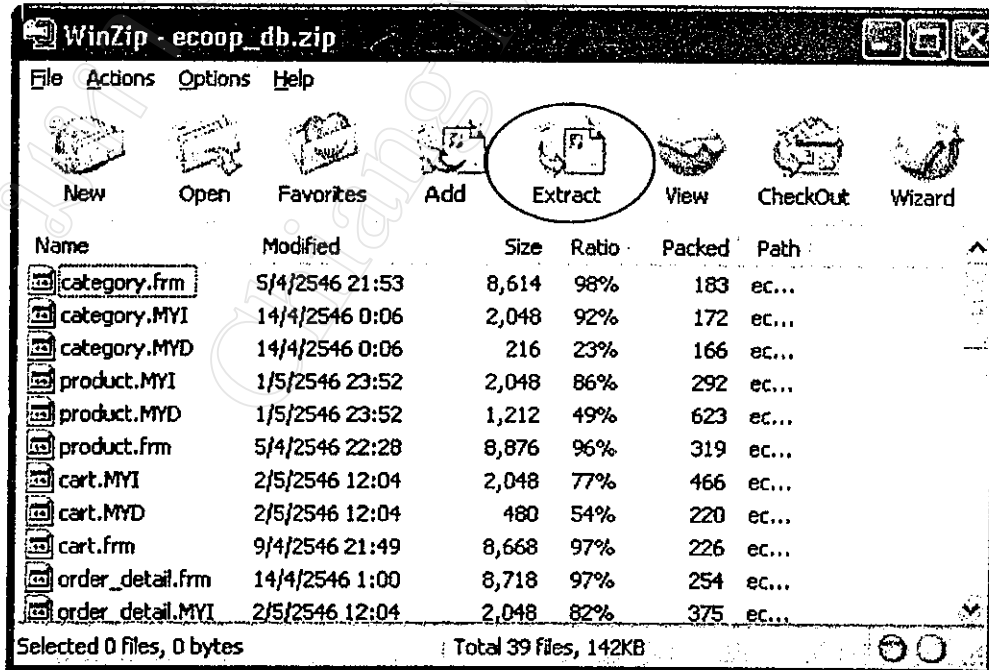 WinZip - ecoop_db.zip
File Actions Options Help
New Open Favorites Add Extract View CheckOut Wizard
Name Modified Size Ratio Packed Path
category.frm 5/4/2546 21:53 8,614 98% 183 ec...
category.MYI 14/4/2546 0:06 2,048 92% 172 ec...
category.MYD 14/4/2546 0:06 216 23% 166 ec...
product.MYI 1/5/2546 23:52 2,048 86% 292 ec...
product.MYD 1/5/2546 23:52 1,212 49% 623 ec...
product.frm 5/4/2546 22:28 8,876 96% 319 ec...
cart.MYI 2/5/2546 12:04 2,048 77% 466 ec...
cart.MYD 2/5/2546 12:04 480 54% 220 ec...
cart.frm 9/4/2546 21:49 8,668 97% 226 ec...
order_detail.frm 14/4/2546 1:00 8,718 97% 254 ec...
order_detail.MYI 2/5/2546 12:04 2,048 82% 375 ec...
Selected 0 files, 0 bytes Total 39 files, 142KB